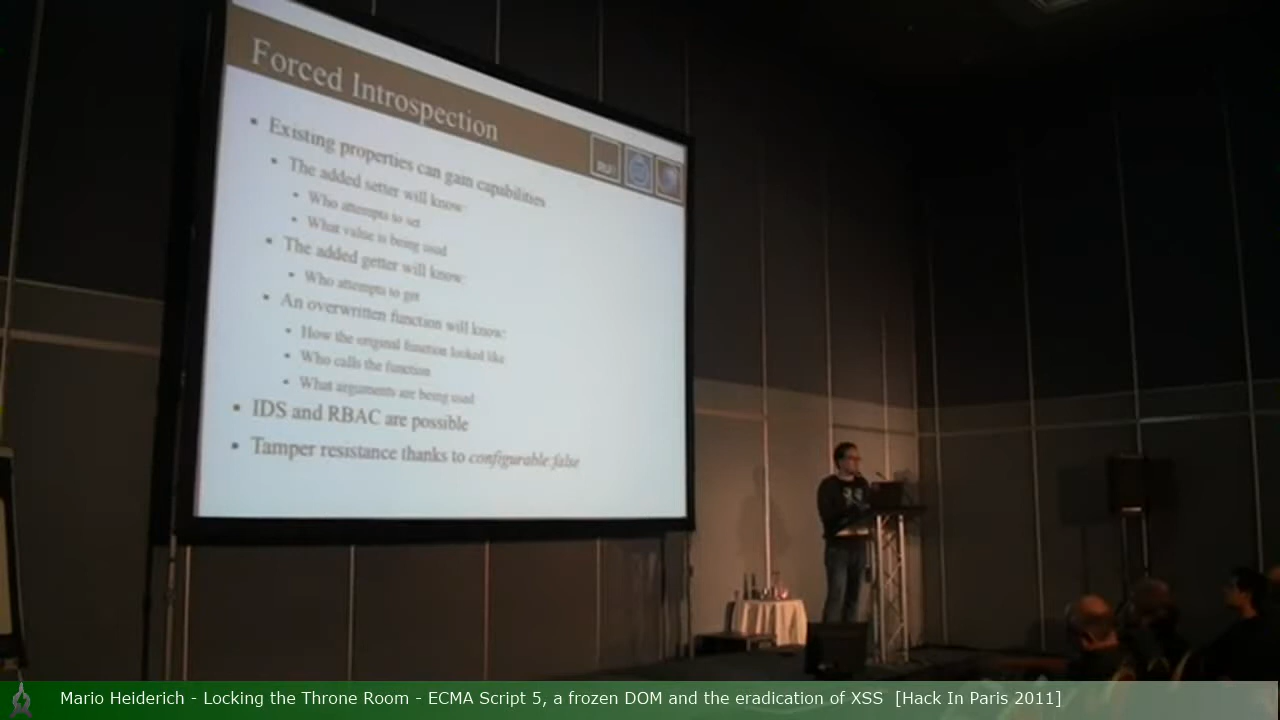 Forced Introspection
RUB
▪ Existing properties can gain capabilities
▪ The added setter will know:
▪ Who attempts to set
▪ What value is being used
▪ The added getter will know:
▪ Who attempts to get
▪ An overwritten function will know:
▪ How the original function looked like
▪ Who calls the function
▪ What arguments are being used
▪ IDS and RBAC are possible
▪ Tamper resistance thanks to configurable:false
Mario Heiderich - Locking the Throne Room - ECMA Script 5, a frozen DOM and the eradication of XSS [Hack In Paris 2011]